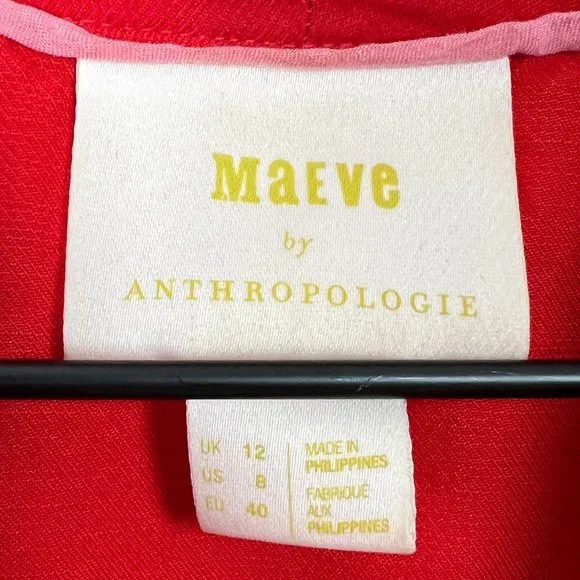 MaEve
by
ANTHROPOLOGIE
UK 12
US 8
EU 40
MADE IN
PHILIPPINES
FABRIQUÉ
AUX
PHILIPPINES